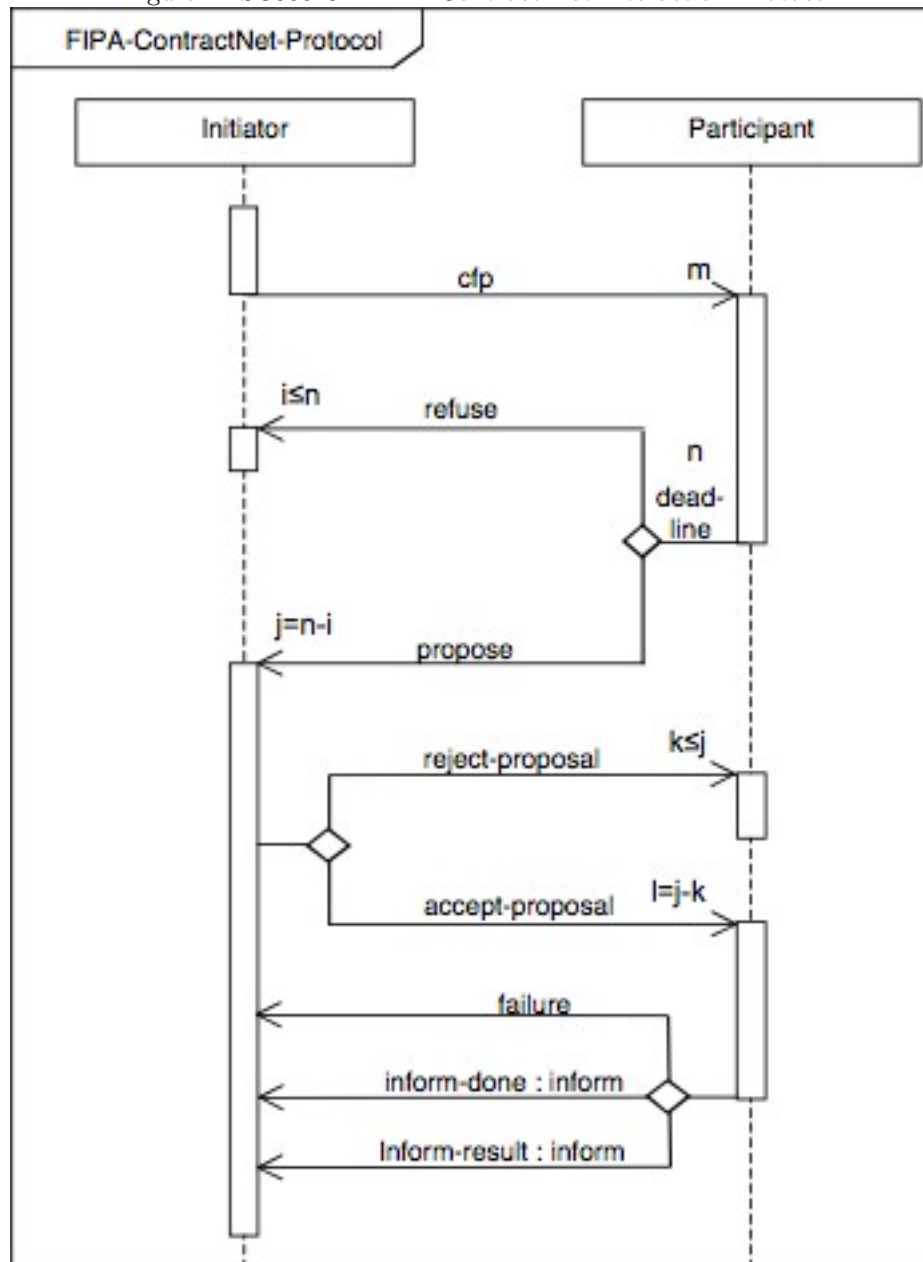 FIPA-ContractNet-Protocol
Initiator
Participant
cfp
m
i≤n
refuse
n
dead-
line
j=n-i
propose
reject-proposal
k≤j
accept-proposal
l=j-k
failure
inform-done : inform
Inform-result : inform